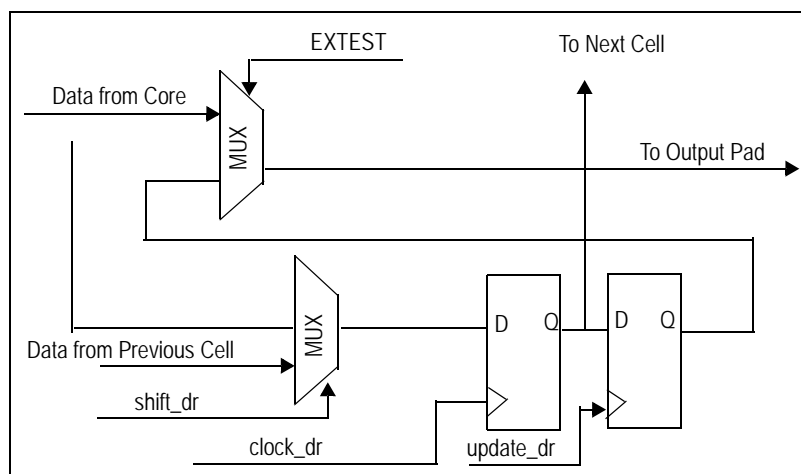 EXTEST
To Next Cell
Data from Core
MUX
To Output Pad
MUX
D Q
D Q
Data from Previous Cell
shift_dr
clock_dr
update_dr